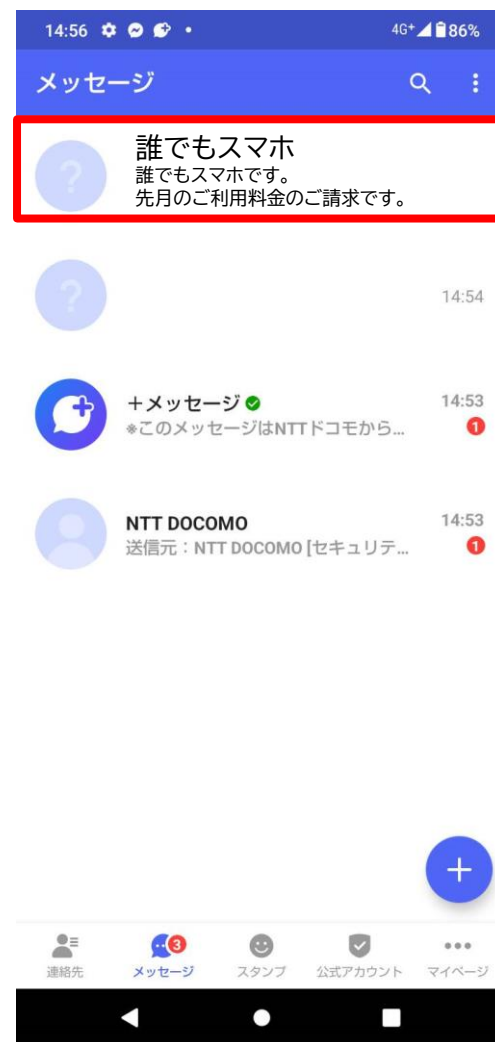 14:56
4G+ 86%
メッセージ
誰でもスマホ
誰でもスマホです。
先月のご利用料金のご請求です。
14:54
+メッセージ 14:53
※このメッセージはNTTドコモから... 1
NTT DOCOMO 14:53
送信元:NTT DOCOMO [セキュリテ... 1
3
連絡先 メッセージ スタンプ 公式アカウント マイページ